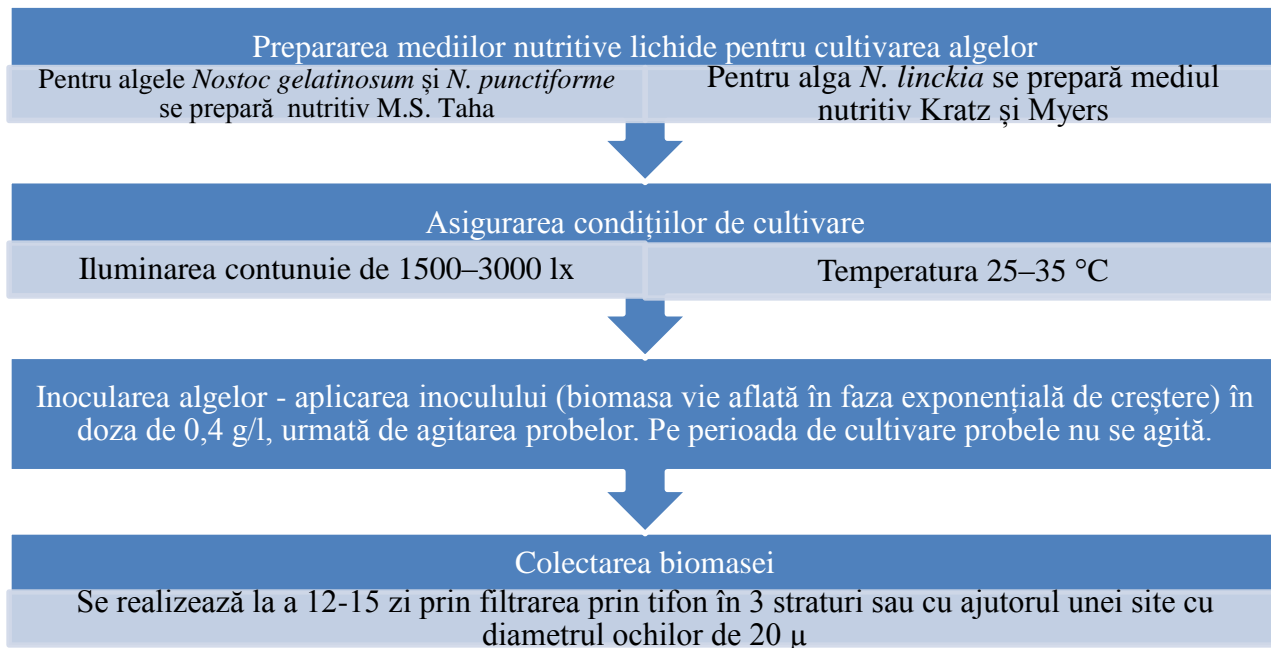 Prepararea mediilor nutritive lichide pentru cultivarea algelor
Pentru algele Nostoc gelatinosum și N. punctiforme
se prepară nutritiv M.S. Taha
Pentru alga N. linckia se prepară mediul
nutritiv Kratz și Myers
Asigurarea condițiilor de cultivare
Iluminarea contunuie de 1500–3000 lx
Temperatura 25–35 °C
Inocularea algelor - aplicarea inoculului (biomasa vie aflată în faza exponențială de creștere) în
doza de 0,4 g/l, urmată de agitarea probelor. Pe perioada de cultivare probele nu se agită.
Colectarea biomasei
Se realizează la a 12-15 zi prin filtrarea prin tifon în 3 straturi sau cu ajutorul unei site cu
diametrul ochilor de 20 µ